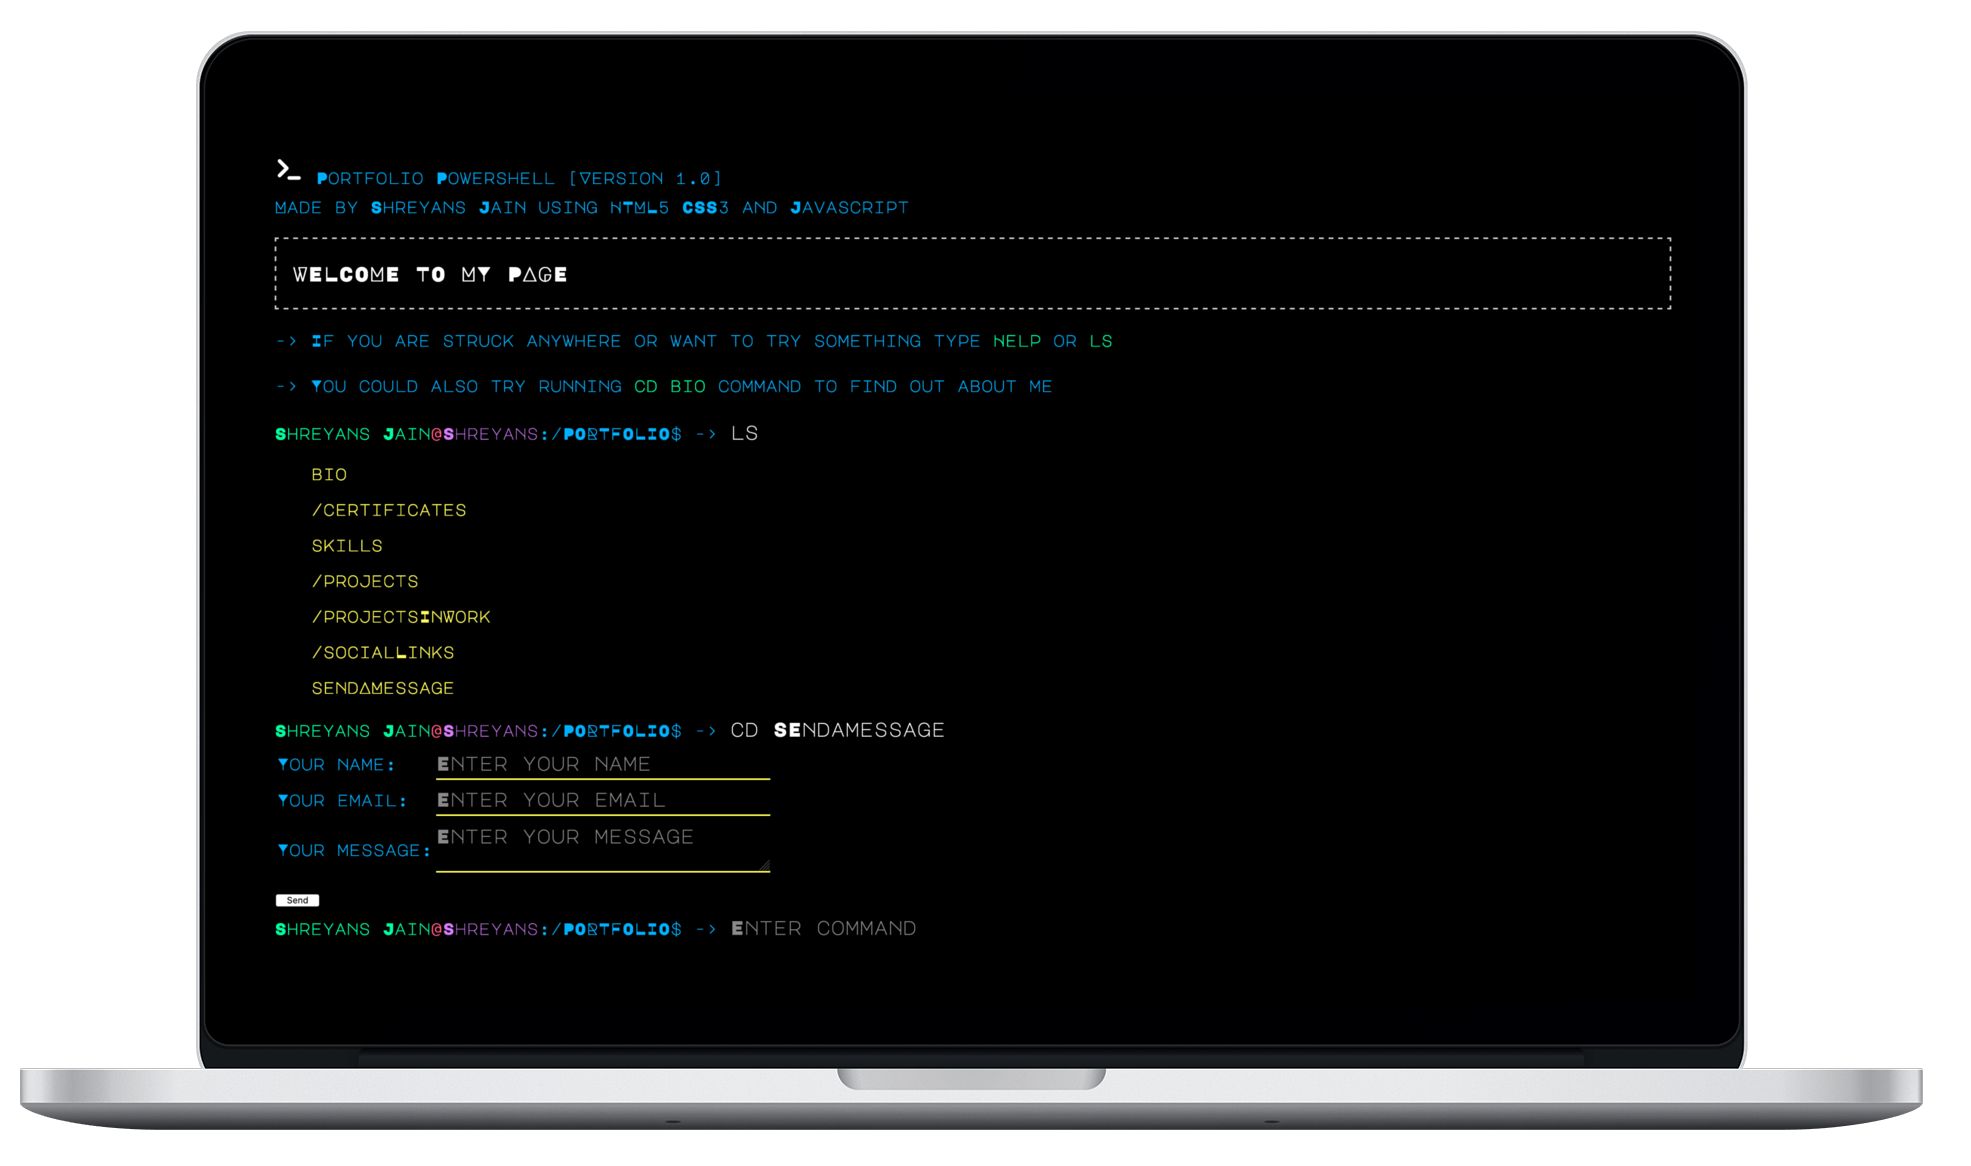 >_ PORTFOLIO POWERSHELL [VERSION 1.0]
MADE BY SHREYANS JAIN USING HTML5 CSS3 AND JAVASCRIPT
WELCOME TO MY PAGE
-> IF YOU ARE STRUCK ANYWHERE OR WANT TO TRY SOMETHING TYPE HELP OR LS
-> YOU COULD ALSO TRY RUNNING CD BIO COMMAND TO FIND OUT ABOUT ME
SHREYANS JAIN@SHREYANS:/PORTFOLIO$ -> LS
BIO
/CERTIFICATES
SKILLS
/PROJECTS
/PROJECTSINWORK
/SOCIALLINKS
SENDAMESSAGE
SHREYANS JAIN@SHREYANS:/PORTFOLIO$ -> CD SENDAMESSAGE
YOUR NAME: ENTER YOUR NAME
YOUR EMAIL: ENTER YOUR EMAIL
YOUR MESSAGE: ENTER YOUR MESSAGE
Send
SHREYANS JAIN@SHREYANS:/PORTFOLIO$ -> ENTER COMMAND